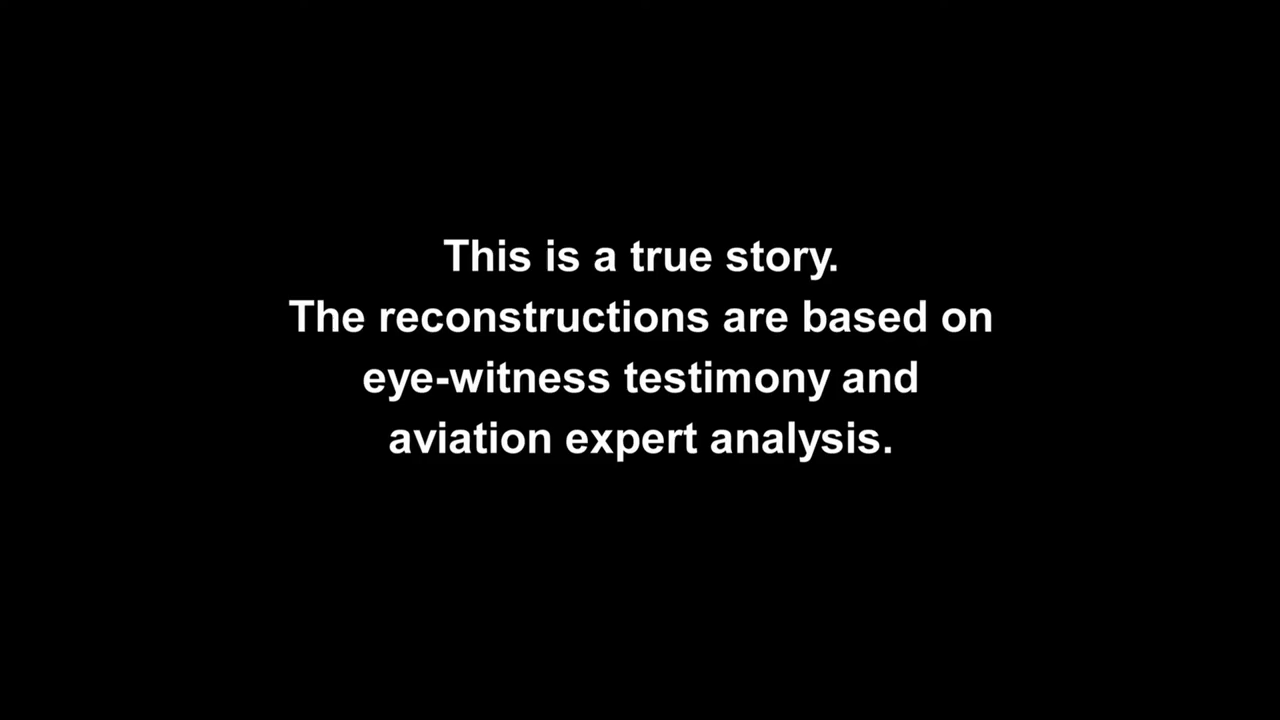 This is a true story.
The reconstructions are based on
eye-witness testimony and
aviation expert analysis.